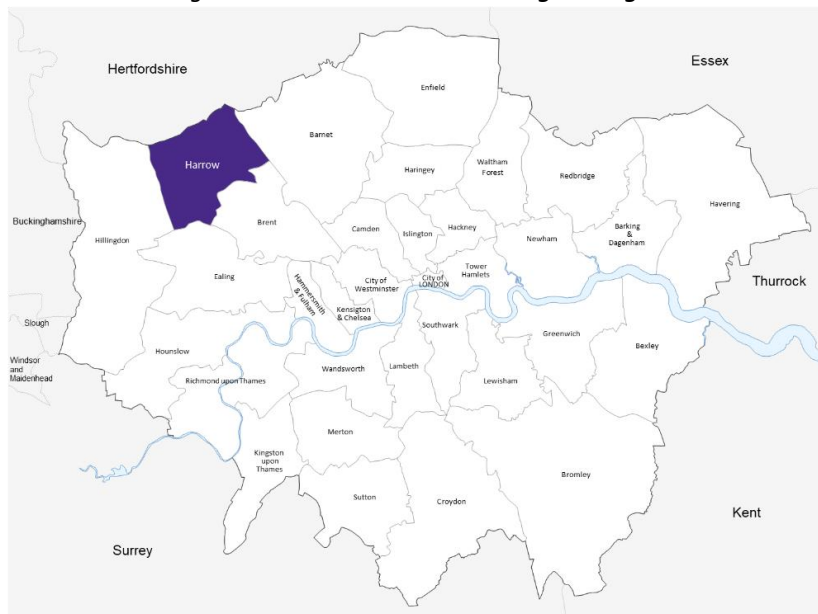 Hertfordshire
Essex
Enfield
Barnet
Harrow
Haringey
Waltham
Forest
Redbridge
Havering
Buckinghamshire
Hillingdon
Brent
Camden
Islington
Hackney
Newham
Barking
&
Dagenham
Ealing
Hammersmith
& Fulham
City of
Westminster
Kensigton
& Chelsea
City of
LONDON
Tower
Hamlets
Thurrock
Slough
Windsor
and
Maidenhead
Hounslow
Southwark
Greenwich
Bexley
Richmond upon Thames
Wandsworth
Lambeth
Lewisham
Merton
Kingston
upon
Thames
Sutton
Croydon
Bromley
Kent
Surrey